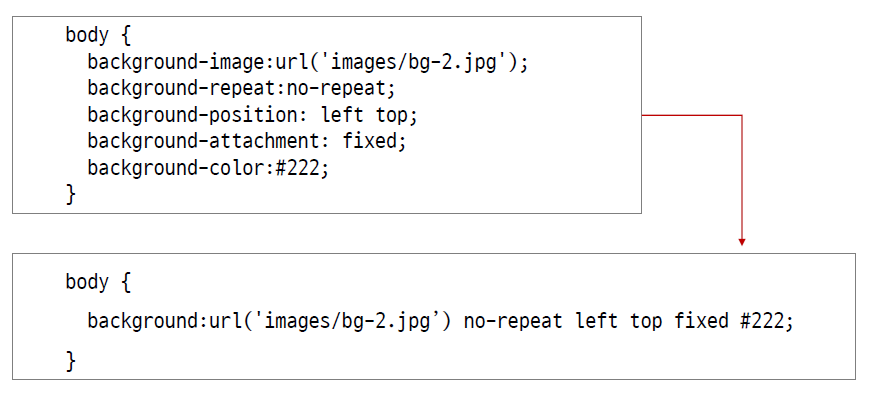 body {
background-image:url('images/bg-2.jpg');
background-repeat:no-repeat;
background-position: left top;
background-attachment: fixed;
background-color:#222;
}
body {
background:url('images/bg-2.jpg’) no-repeat left top fixed #222;
}